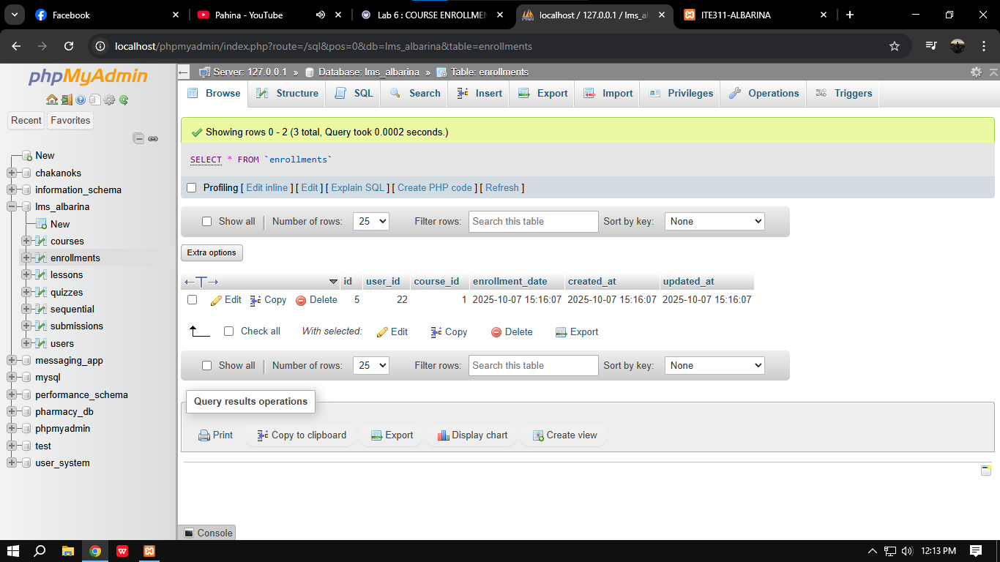 Facebook
Pahina - YouTube
Lab 6 : COURSE ENROLLMEN
localhost / 127.0.0.1 / lms_al
ITE311-ALBARINA
localhost/phpmyadmin/index.php?route=/sql&pos=0&db=lms_albarina&table=enrollments
phpMyAdmin
Recent Favorites
New
chakanoks
information_schema
lms_albarina
New
courses
enrollments
lessons
quizzes
sequential
submissions
users
messaging_app
mysql
performance_schema
pharmacy_db
phpmyadmin
test
user_system
Server: 127.0.0.1 » Database: lms_albarina » Table: enrollments
Browse Structure SQL Search Insert Export Import Privileges Operations Triggers
Showing rows 0 - 2 (3 total, Query took 0.0002 seconds.)
SELECT * FROM `enrollments`
Profiling [ Edit inline ] [ Edit ] [ Explain SQL ] [ Create PHP code ] [ Refresh ]
Show all Number of rows: 25 Filter rows: Search this table Sort by key: None
Extra options
id user_id course_id enrollment_date created_at updated_at
Edit Copy Delete 5 22 1 2025-10-07 15:16:07 2025-10-07 15:16:07 2025-10-07 15:16:07
Check all With selected: Edit Copy Delete Export
Show all Number of rows: 25 Filter rows: Search this table Sort by key: None
Query results operations
Print Copy to clipboard Export Display chart Create view
Console
12:13 PM